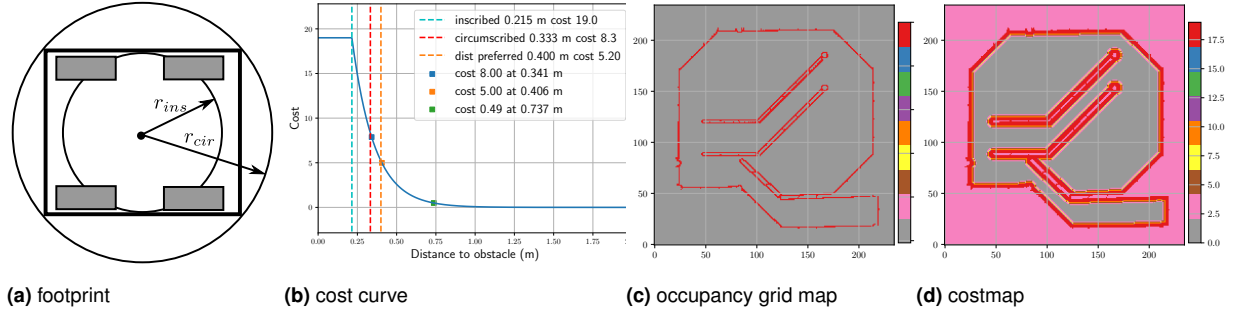 r_ins
r_cir
Cost
20
15
10
5
0
inscribed 0.215 m cost 19.0
circumscribed 0.333 m cost 8.3
dist preferred 0.400 m cost 5.20
cost 8.00 at 0.341 m
cost 5.00 at 0.406 m
cost 0.49 at 0.737 m
0.00 0.25 0.50 0.75 1.00 1.25 1.50 1.75
Distance to obstacle (m)
200
150
100
50
0
0 50 100 150 200
200
150
100
50
0
0 50 100 150 200
17.5
15.0
12.5
10.0
7.5
5.0
2.5
0.0
(a) footprint
(b) cost curve
(c) occupancy grid map
(d) costmap